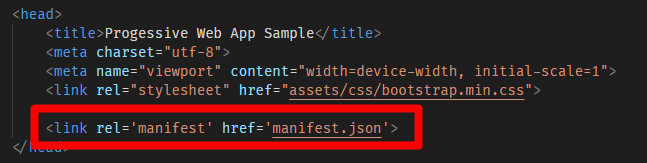 <head>
<title>Progessive Web App Sample</title>
<meta charset="utf-8">
<meta name="viewport" content="width=device-width, initial-scale=1">
<link rel="stylesheet" href="assets/css/bootstrap.min.css">
<link rel='manifest' href='manifest.json'>
</head>